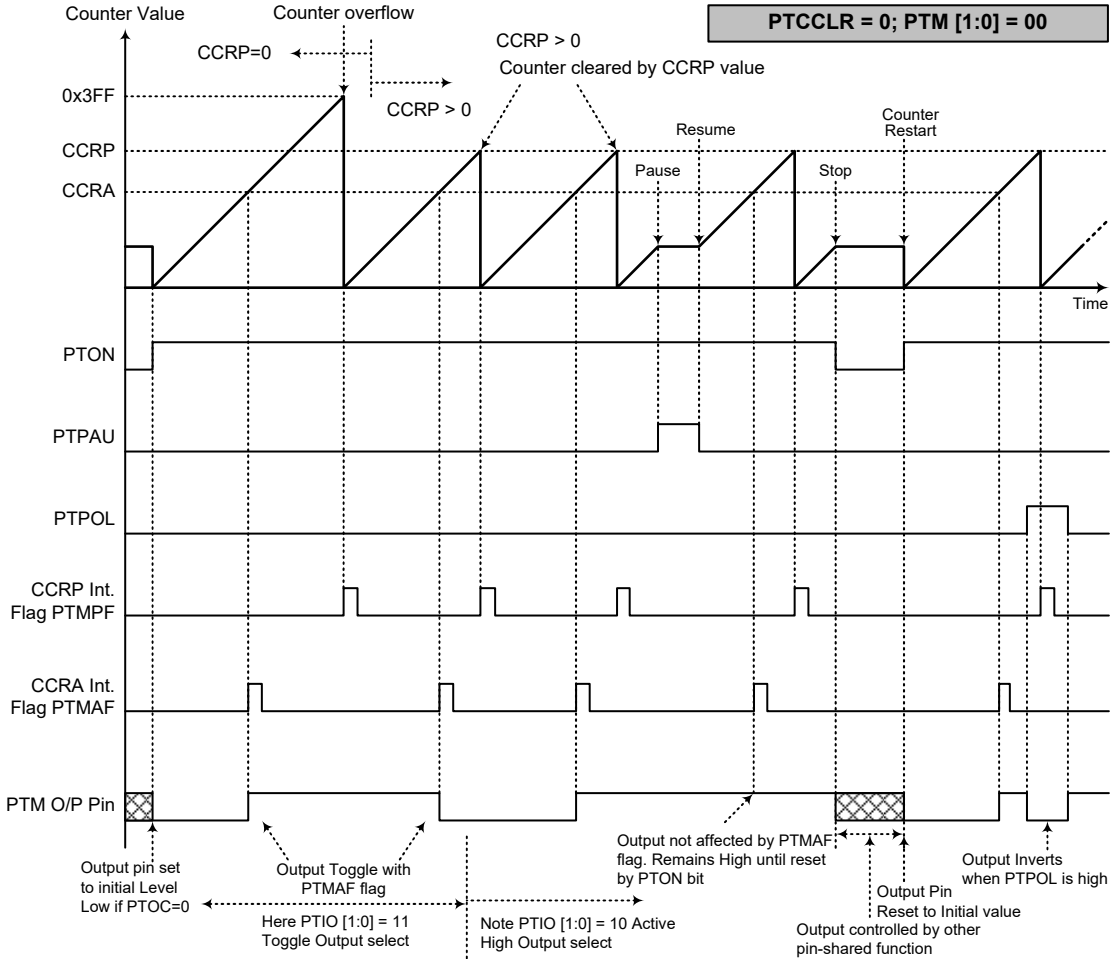 Counter Value
Counter overflow
PTCCLR = 0; PTM [1:0] = 00
CCRP=0
CCRP > 0
CCRP > 0
Counter cleared by CCRP value
0x3FF
CCRP
CCRA
Pause
Resume
Stop
Counter
Restart
Time
PTON
PTPAU
PTPOL
CCRP Int.
Flag PTMPF
CCRA Int.
Flag PTMAF
PTM O/P Pin
Output pin set
to initial Level
Low if PTOC=0
Output Toggle with
PTMAF flag
Here PTIO [1:0] = 11
Toggle Output select
Note PTIO [1:0] = 10 Active
High Output select
Output not affected by PTMAF
flag. Remains High until reset
by PTON bit
Output Pin
Reset to Initial value
Output controlled by other
pin-shared function
Output Inverts
when PTPOL is high